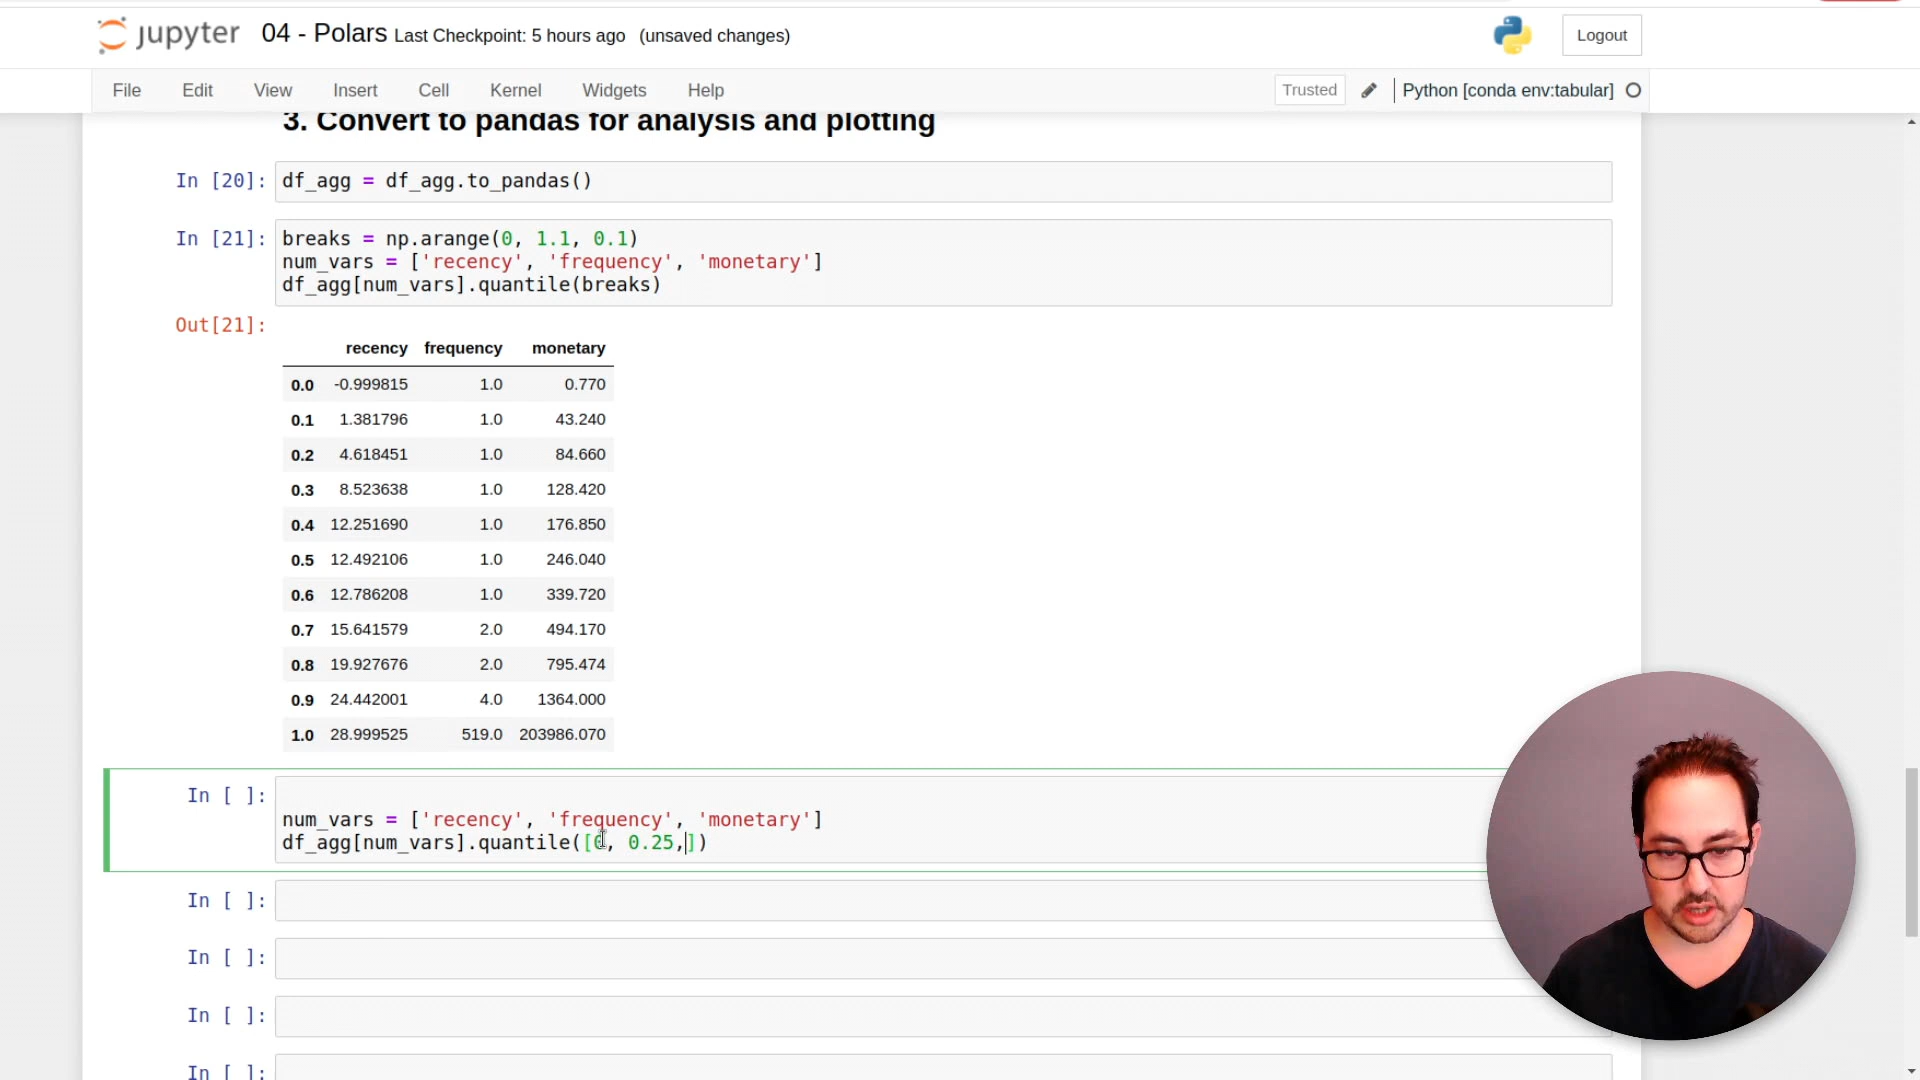 jupyter 04 - Polars Last Checkpoint: 5 hours ago (unsaved changes) Logout
File Edit View Insert Cell Kernel Widgets Help Trusted Python [conda env:tabular]
3. Convert to pandas for analysis and plotting
In [20]: df_agg = df_agg.to_pandas()
In [21]: breaks = np.arange(0, 1.1, 0.1)
num_vars = ['recency', 'frequency', 'monetary']
df_agg[num_vars].quantile(breaks)
Out[21]:
recency frequency monetary
0.0 -0.999815 1.0 0.770
0.1 1.381796 1.0 43.240
0.2 4.618451 1.0 84.660
0.3 8.523638 1.0 128.420
0.4 12.251690 1.0 176.850
0.5 12.492106 1.0 246.040
0.6 12.786208 1.0 339.720
0.7 15.641579 2.0 494.170
0.8 19.927676 2.0 795.474
0.9 24.442001 4.0 1364.000
1.0 28.999525 519.0 203986.070
In [ ]:
num_vars = ['recency', 'frequency', 'monetary']
df_agg[num_vars].quantile([0, 0.25,])
In [ ]:
In [ ]:
In [ ]:
In [ ]: